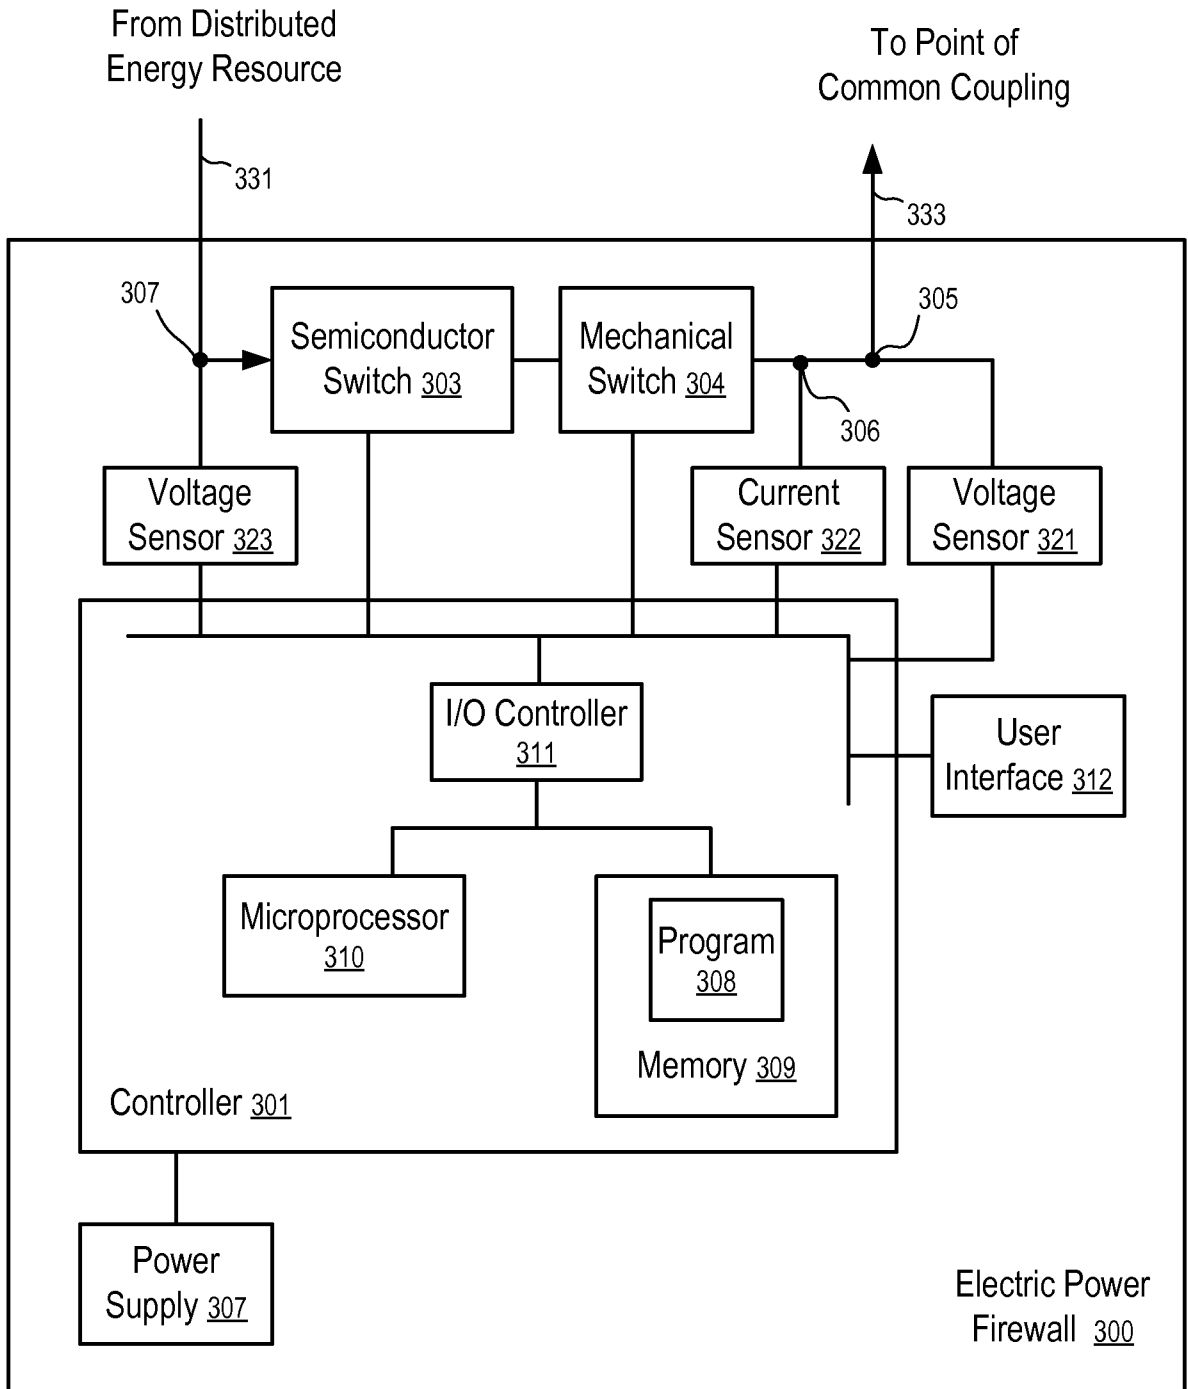 From Distributed
Energy Resource
To Point of
Common Coupling
331
333
307
305
Semiconductor
Switch 303
Mechanical
Switch 304
306
Voltage
Sensor 323
Current
Sensor 322
Voltage
Sensor 321
I/O Controller
311
User
Interface 312
Microprocessor
310
Program
308
Memory 309
Controller 301
Power
Supply 307
Electric Power
Firewall 300